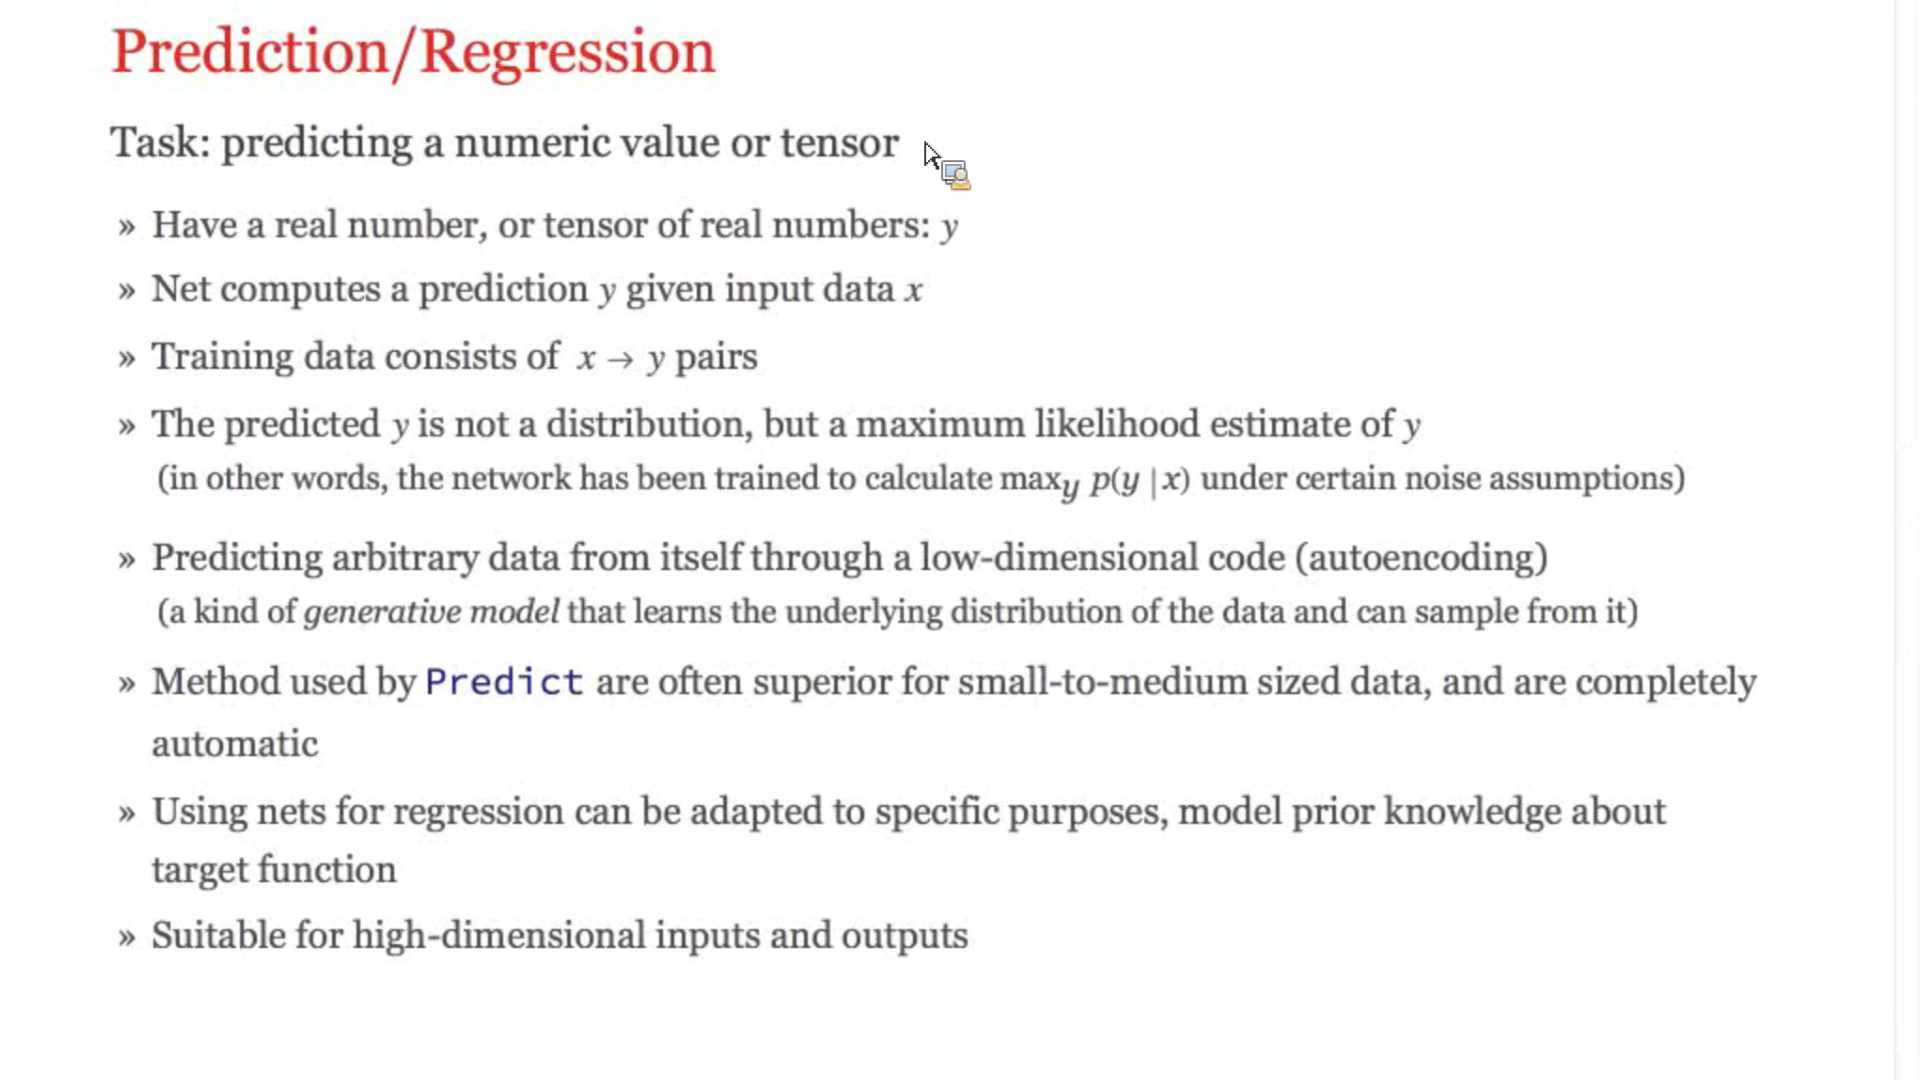 Prediction/Regression
Task: predicting a numeric value or tensor
» Have a real number, or tensor of real numbers: y
» Net computes a prediction y given input data x
» Training data consists of x → y pairs
» The predicted y is not a distribution, but a maximum likelihood estimate of y
(in other words, the network has been trained to calculate maxy p(y | x) under certain noise assumptions)
» Predicting arbitrary data from itself through a low-dimensional code (autoencoding)
(a kind of generative model that learns the underlying distribution of the data and can sample from it)
» Method used by Predict are often superior for small-to-medium sized data, and are completely
automatic
» Using nets for regression can be adapted to specific purposes, model prior knowledge about
target function
» Suitable for high-dimensional inputs and outputs